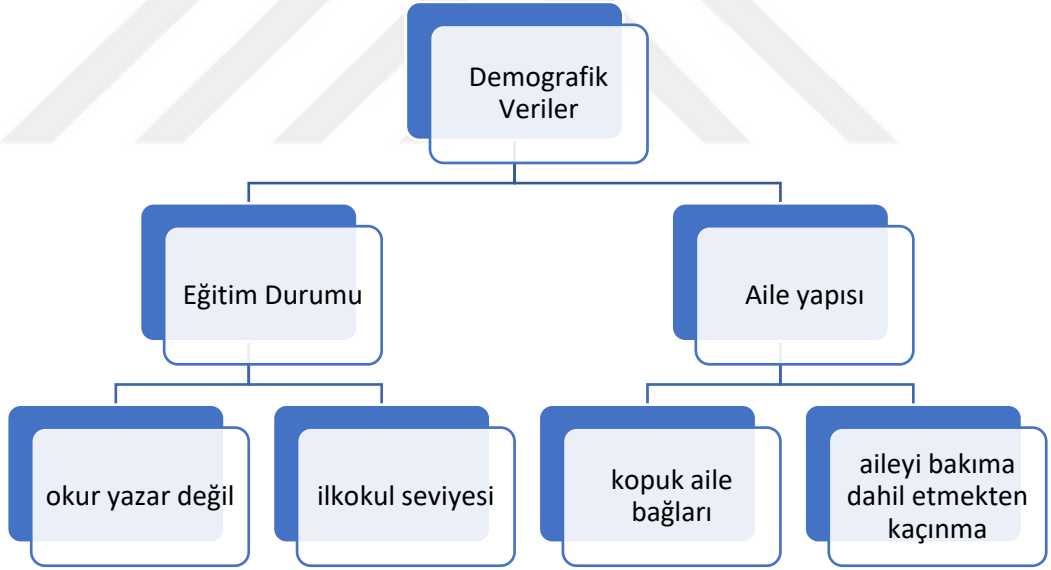 Demografik
Veriler
Eğitim Durumu
Aile yapısı
okur yazar değil
ilkokul seviyesi
kopuk aile
bağları
aileyi bakıma
dahil etmekten
kaçınma